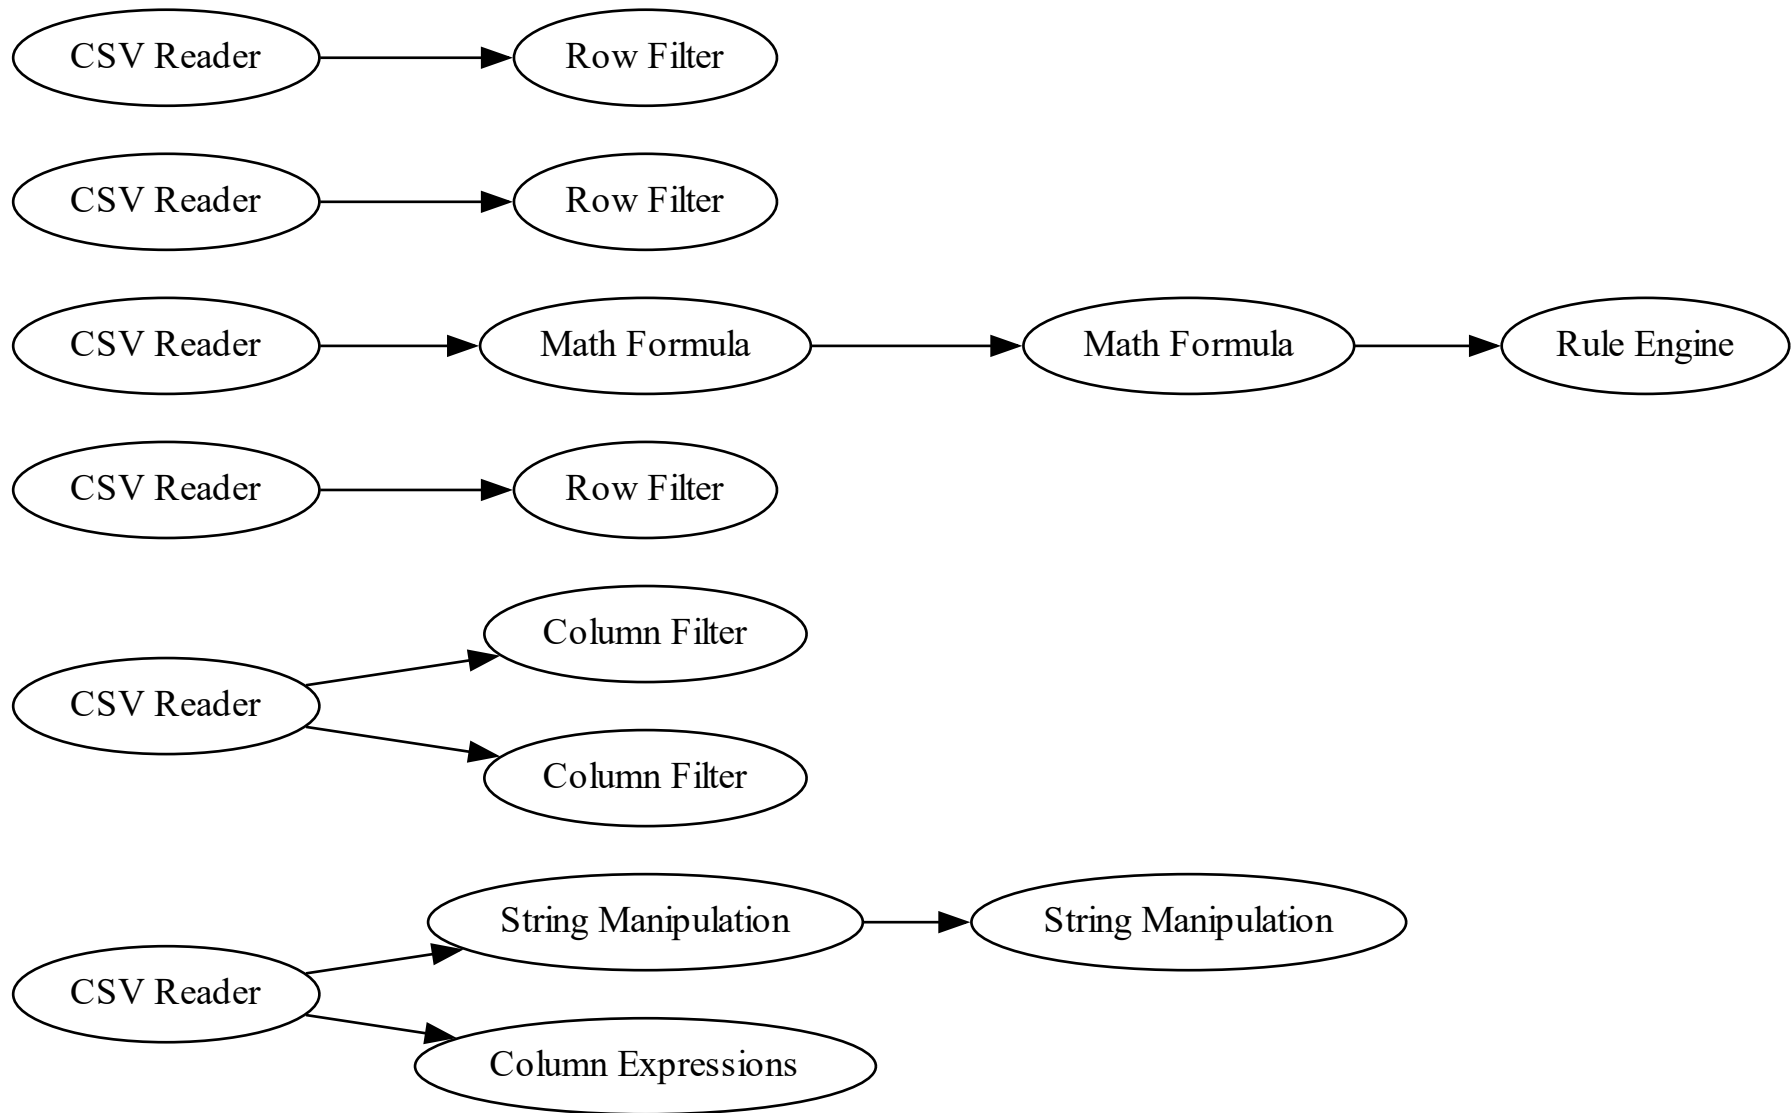 CSV Reader
Row Filter
CSV Reader
Row Filter
CSV Reader
Math Formula
Math Formula
Rule Engine
CSV Reader
Row Filter
CSV Reader
Column Filter
Column Filter
CSV Reader
String Manipulation
String Manipulation
Column Expressions